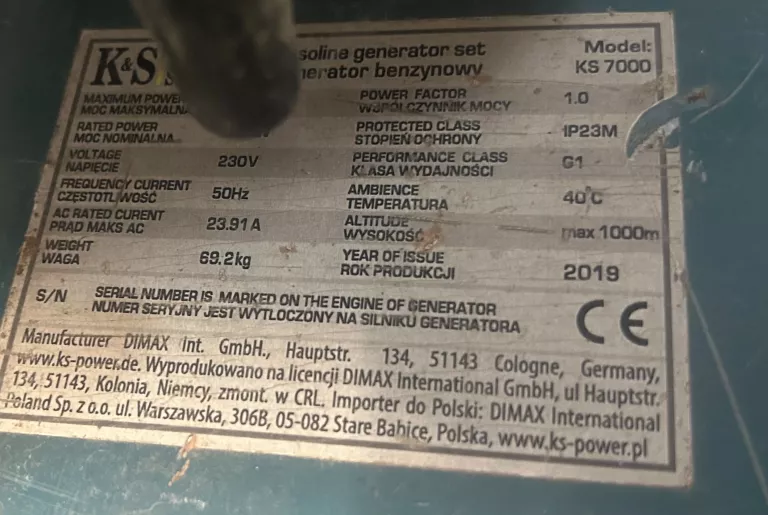 K&S
soline generator set
erator benzynowy
Model:
KS 7000
MAXIMUM POWE
MOC MAKSYMALNA
POWER FACTOR
WSPÓŁCZYNNIK MOCY
1.0
RATED POWER
MOC NOMINALNA
PROTECTED CLASS
STOPIEŃ OCHRONY
IP23M
VOLTAGE
NAPIĘCIE
230V
PERFORMANCE CLASS
KLASA WYDAJNOŚCI
G1
FREQUENCY CURRENT
CZĘSTOTLIWOŚĆ
50Hz
AMBIENCE
TEMPERATURA
40°C
AC RATED CURENT
PRĄD MAKS AC
23.91A
ALTITUDE
WYSOKOŚĆ
max 1000m
WEIGHT
WAGA
69.2kg
YEAR OF ISSUE
ROK PRODUKCJI
2019
S/N
SERIAL NUMBER IS MARKED ON THE ENGINE OF GENERATOR
NUMER SERYJNY JEST WYTŁOCZONY NA SILNIKU GENERATORA
CE
Manufacturer DIMAX Int. GmbH., Hauptstr. 134, 51143 Cologne, Germany,
www.ks-power.de. Wyprodukowano na licencji DIMAX International GmbH, ul Hauptstr.
134, 51143, Kolonia, Niemcy, zmont. w CRL. Importer do Polski: DIMAX International
Poland Sp. z o.o. ul. Warszawska, 306B, 05-082 Stare Babice, Polska, www.ks-power.pl